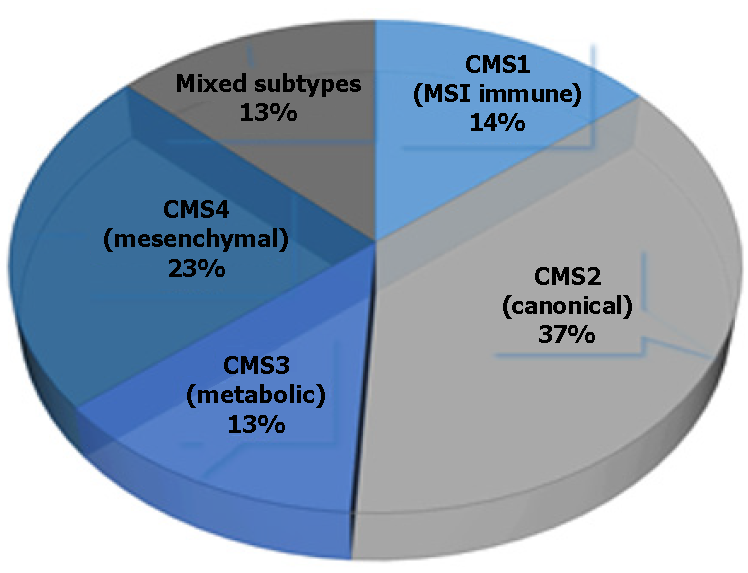 Mixed subtypes
13%
CMS1
(MSI immune)
14%
CMS4
(mesenchymal)
23%
CMS2
(canonical)
37%
CMS3
(metabolic)
13%